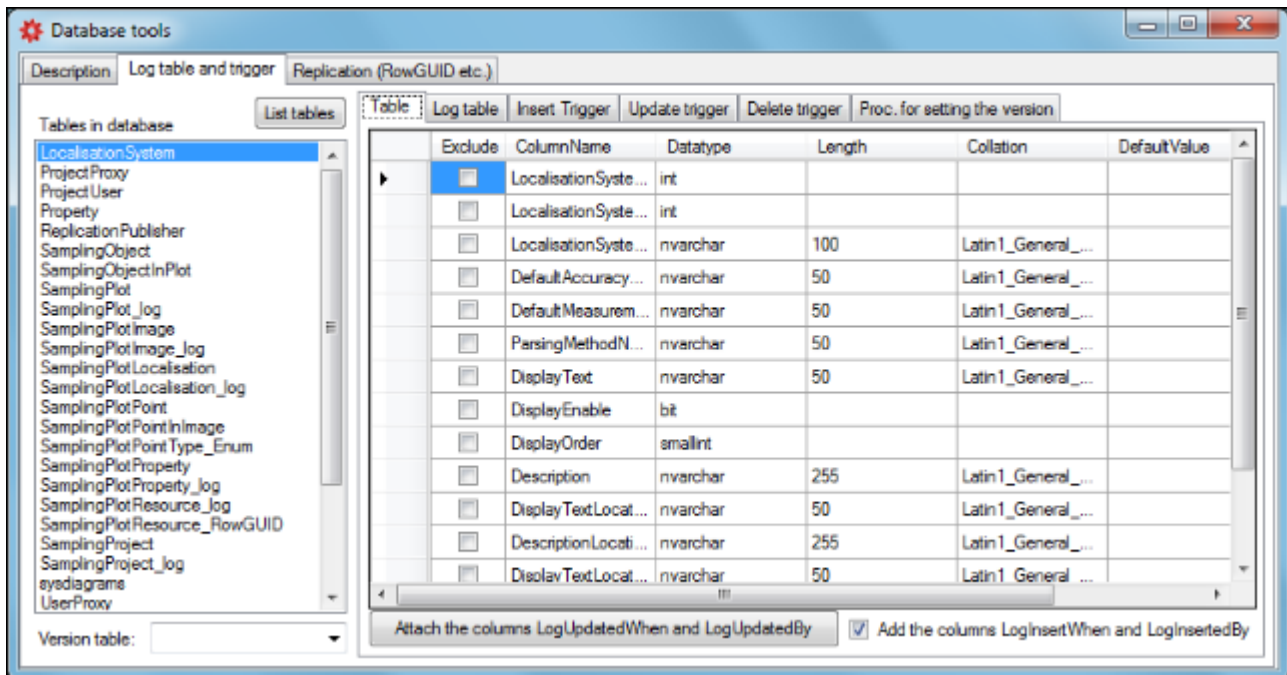 Database tools
Description Log table and trigger Replication (RowGUID etc.)
Tables in database List tables
LocalisationSystem
ProjectProxy
ProjectUser
Property
ReplicationPublisher
SamplingObject
SamplingObjectInPlot
SamplingPlot
SamplingPlot_log
SamplingPlotImage
SamplingPlotImage_log
SamplingPlotLocalisation
SamplingPlotLocalisation_log
SamplingPlotPoint
SamplingPlotPointInImage
SamplingPlotPointType_Enum
SamplingPlotProperty
SamplingPlotProperty_log
SamplingPlotResource_log
SamplingPlotResource_RowGUID
SamplingProject
SamplingProject_log
sysdiagrams
UserProxy
Version table:
Table Log table Insert Trigger Update trigger Delete trigger Proc. for setting the version
Exclude ColumnName Datatype Length Collation DefaultValue
LocalisationSyste... int
LocalisationSyste... int
LocalisationSyste... nvarchar 100 Latin1_General_...
DefaultAccuracy... nvarchar 50 Latin1_General_...
DefaultMeasurem... nvarchar 50 Latin1_General_...
ParsingMethodN... nvarchar 50 Latin1_General_...
DisplayText nvarchar 50 Latin1_General_...
DisplayEnable bit
DisplayOrder smallint
Description nvarchar 255 Latin1_General_...
DisplayTextLocat... nvarchar 50 Latin1_General_...
DescriptionLocati... nvarchar 255 Latin1_General_...
DisplayTextLocat... nvarchar 50 Latin1_General_...
Attach the columns LogUpdatedWhen and LogUpdatedBy Add the columns LogInsertWhen and LogInsertedBy